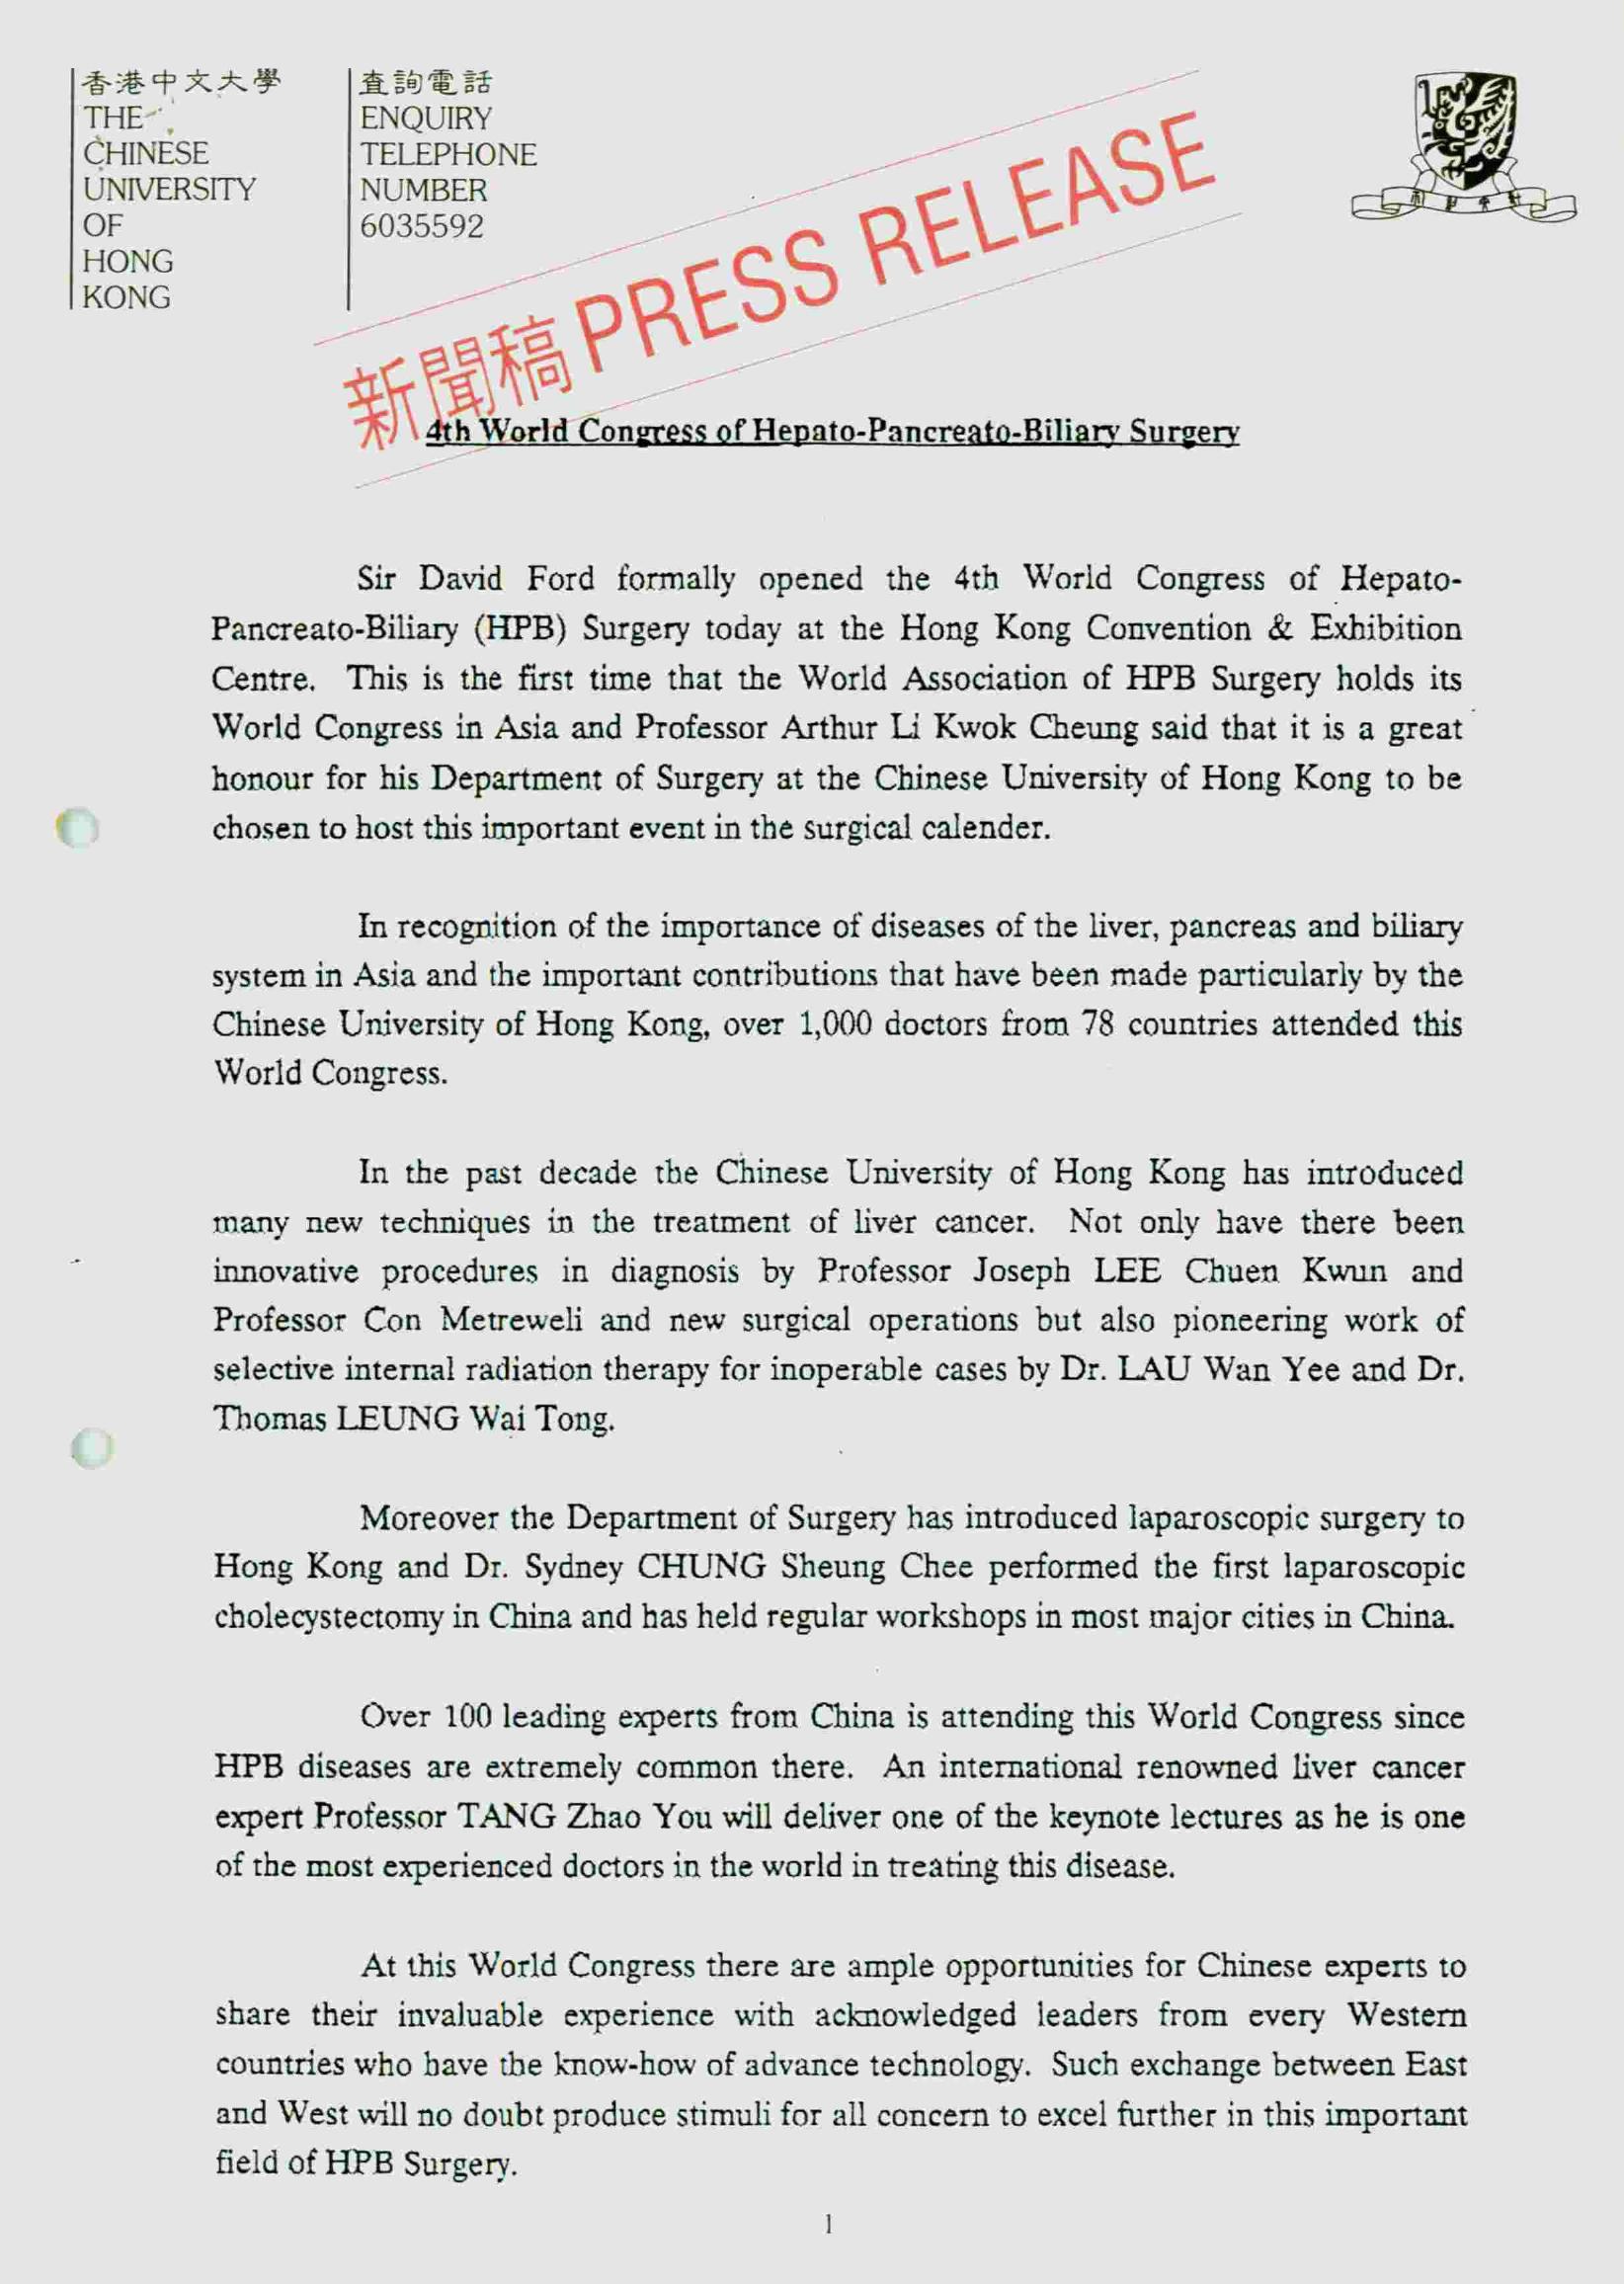 香港中文大學
THE
CHINESE
UNIVERSITY
OF
HONG
KONG
查詢電話
ENQUIRY
TELEPHONE
NUMBER
6035592
新聞稿 PRESS RELEASE
4th World Congress of Hepato-Pancreato-Biliary Surgery
Sir David Ford formally opened the 4th World Congress of Hepato-
Pancreato-Biliary (HPB) Surgery today at the Hong Kong Convention & Exhibition
Centre. This is the first time that the World Association of HPB Surgery holds its
World Congress in Asia and Professor Arthur Li Kwok Cheung said that it is a great
honour for his Department of Surgery at the Chinese University of Hong Kong to be
chosen to host this important event in the surgical calender.
In recognition of the importance of diseases of the liver, pancreas and biliary
system in Asia and the important contributions that have been made particularly by the
Chinese University of Hong Kong, over 1,000 doctors from 78 countries attended this
World Congress.
In the past decade the Chinese University of Hong Kong has introduced
many new techniques in the treatment of liver cancer. Not only have there been
innovative procedures in diagnosis by Professor Joseph LEE Chuen Kwun and
Professor Con Metreweli and new surgical operations but also pioneering work of
selective internal radiation therapy for inoperable cases by Dr. LAU Wan Yee and Dr.
Thomas LEUNG Wai Tong.
Moreover the Department of Surgery has introduced laparoscopic surgery to
Hong Kong and Dr. Sydney CHUNG Sheung Chee performed the first laparoscopic
cholecystectomy in China and has held regular workshops in most major cities in China.
Over 100 leading experts from China is attending this World Congress since
HPB diseases are extremely common there. An international renowned liver cancer
expert Professor TANG Zhao You will deliver one of the keynote lectures as he is one
of the most experienced doctors in the world in treating this disease.
At this World Congress there are ample opportunities for Chinese experts to
share their invaluable experience with acknowledged leaders from every Western
countries who have the know-how of advance technology. Such exchange between East
and West will no doubt produce stimuli for all concern to excel further in this important
field of HPB Surgery.
1